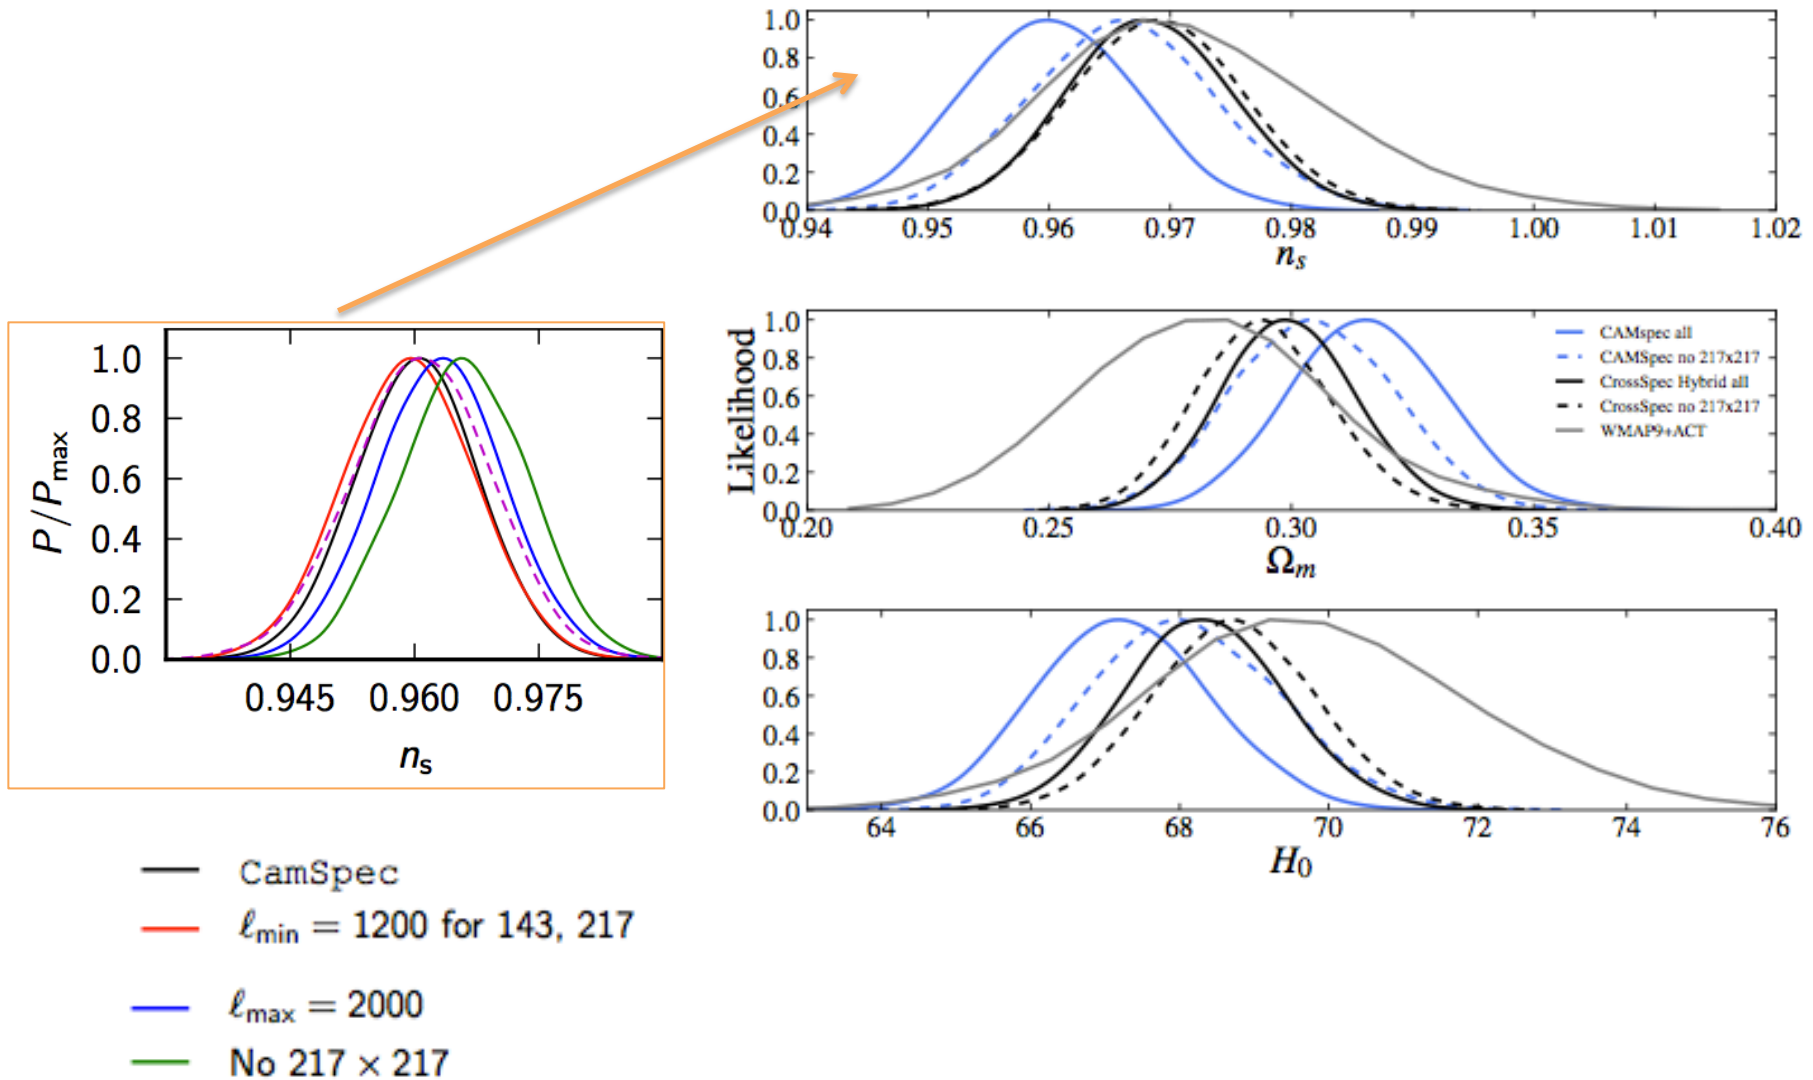 1.0
0.8
0.6
0.4
0.2
0.0
0.94 0.95 0.96 0.97 0.98 0.99 1.00 1.01 1.02
n_s
1.0
0.8
0.6
0.4
0.2
0.0
Likelihood
CAMspec all
CAMSpec no 217x217
CrossSpec Hybrid all
CrossSpec no 217x217
WMAP9+ACT
0.20 0.25 0.30 0.35 0.40
Ω_m
1.0
0.8
0.6
0.4
0.2
0.0
64 66 68 70 72 74 76
H_0
1.0
0.8
0.6
0.4
0.2
0.0
P/P_max
0.945 0.960 0.975
n_s
CamSpec
ℓ_min = 1200 for 143, 217
ℓ_max = 2000
No 217 × 217